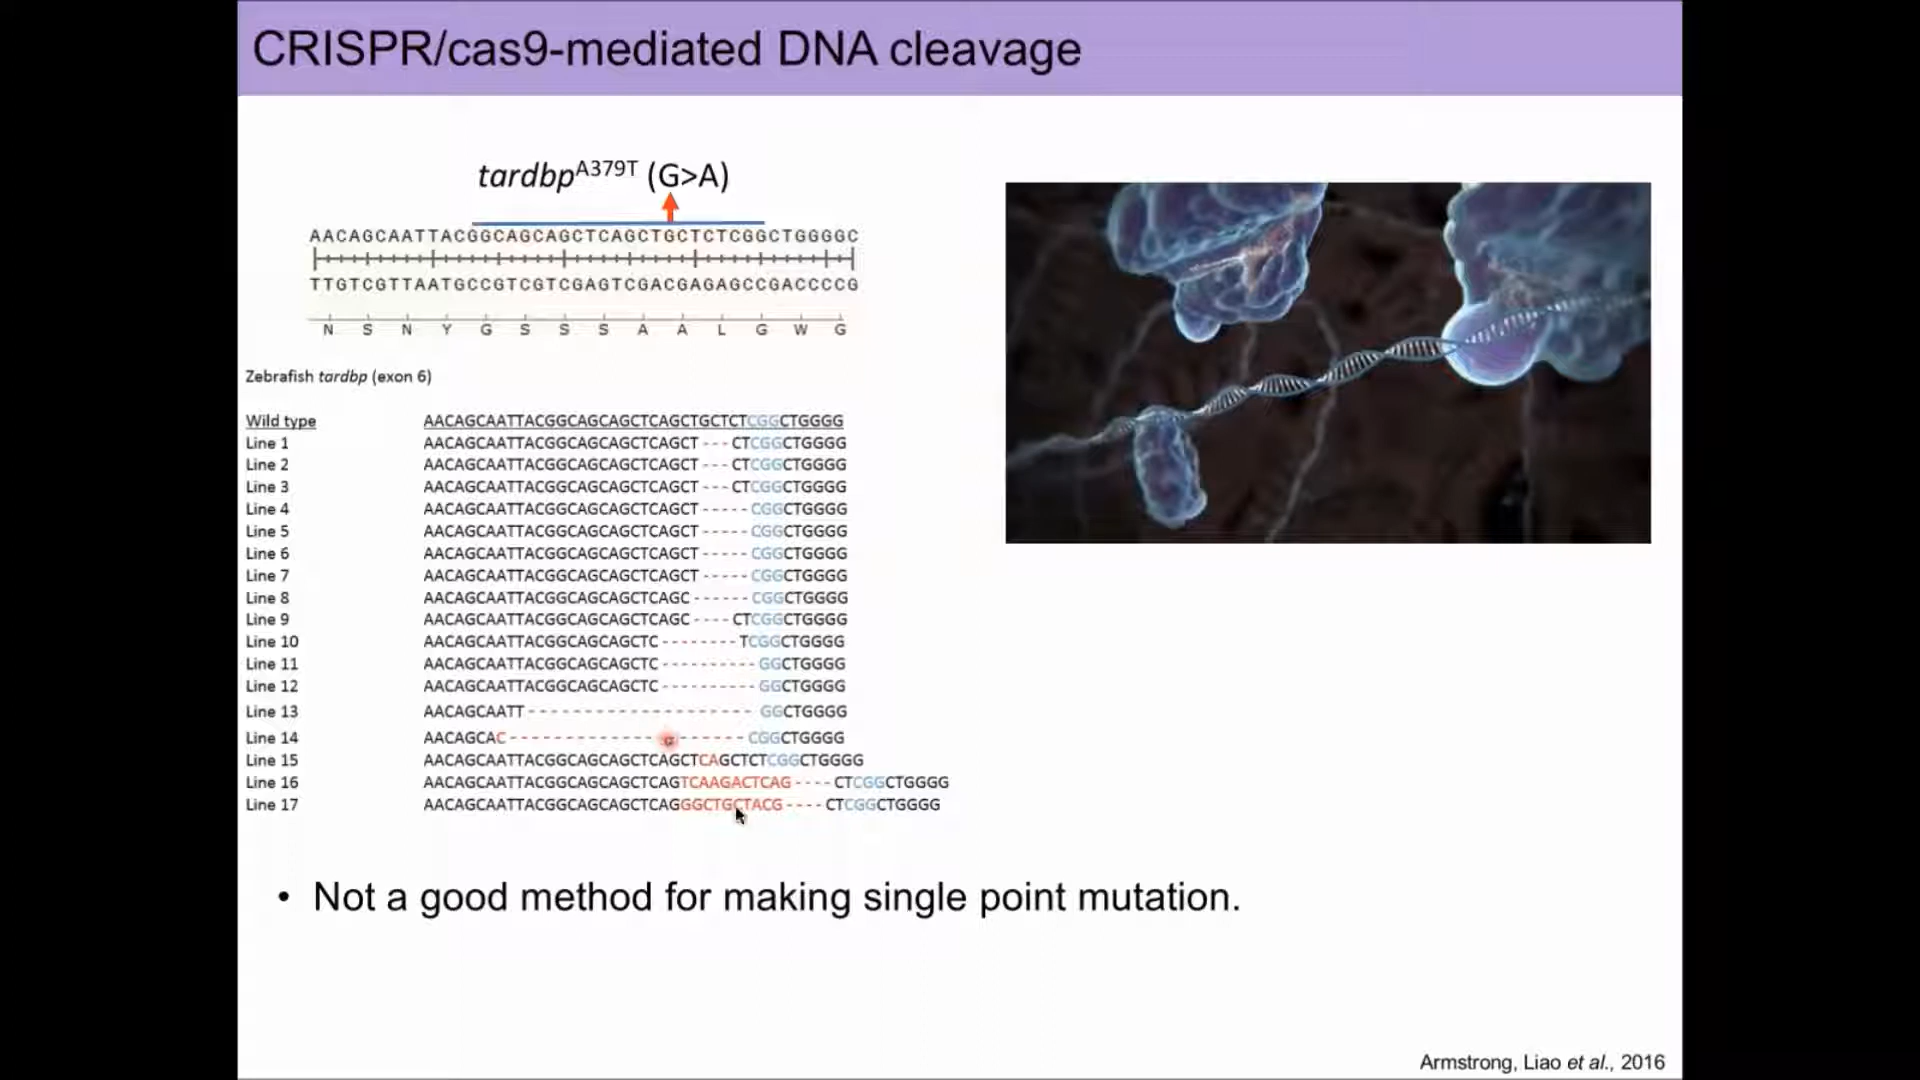 CRISPR/cas9-mediated DNA cleavage
tardbpA379T (G>A)
AACAGCAATTACGGCAGCAGCTCAGCTGCTCTCGGCTGGGGC
TTGTCGTTAATGCCGTCGTCGAGTCGACGAGAGCCGACCCCG
N S N Y G S S S A A L G W G
Zebrafish tardbp (exon 6)
Wild type AACAGCAATTACGGCAGCAGCTCAGCTGCTCTCGGCTGGGG
Line 1 AACAGCAATTACGGCAGCAGCTCAGCT---CTCGGCTGGGG
Line 2 AACAGCAATTACGGCAGCAGCTCAGCT---CTCGGCTGGGG
Line 3 AACAGCAATTACGGCAGCAGCTCAGCT---CTCGGCTGGGG
Line 4 AACAGCAATTACGGCAGCAGCTCAGCT-----CGGCTGGGG
Line 5 AACAGCAATTACGGCAGCAGCTCAGCT-----CGGCTGGGG
Line 6 AACAGCAATTACGGCAGCAGCTCAGCT-----CGGCTGGGG
Line 7 AACAGCAATTACGGCAGCAGCTCAGCT-----CGGCTGGGG
Line 8 AACAGCAATTACGGCAGCAGCTCAGC------CGGCTGGGG
Line 9 AACAGCAATTACGGCAGCAGCTCAGC----CTCGGCTGGGG
Line 10 AACAGCAATTACGGCAGCAGCTC--------TCGGCTGGGG
Line 11 AACAGCAATTACGGCAGCAGCTC----------GGCTGGGG
Line 12 AACAGCAATTACGGCAGCAGCTC----------GGCTGGGG
Line 13 AACAGCAATT-----------------------GGCTGGGG
Line 14 AACAGCAC------------------------CGGCTGGGG
Line 15 AACAGCAATTACGGCAGCAGCTCAGCTCAGCTCTCGGCTGGGG
Line 16 AACAGCAATTACGGCAGCAGCTCAGTCAAGACTCAG----CTCGGCTGGGG
Line 17 AACAGCAATTACGGCAGCAGCTCAGGGCTGCTACG----CTCGGCTGGGG
• Not a good method for making single point mutation.
Armstrong, Liao et al., 2016